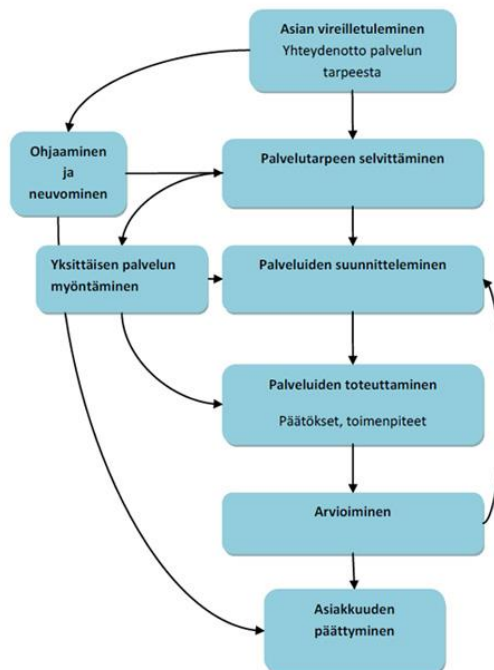 Asian vireilletuleminen
Yhteydenotto palvelun
tarpeesta
Ohjaaminen
ja
neuvominen
Palvelutarpeen selvittäminen
Yksittäisen palvelun
myöntäminen
Palveluiden suunnitteleminen
Palveluiden toteuttaminen
Päätökset, toimenpiteet
Arvioiminen
Asiakkuuden
päättyminen